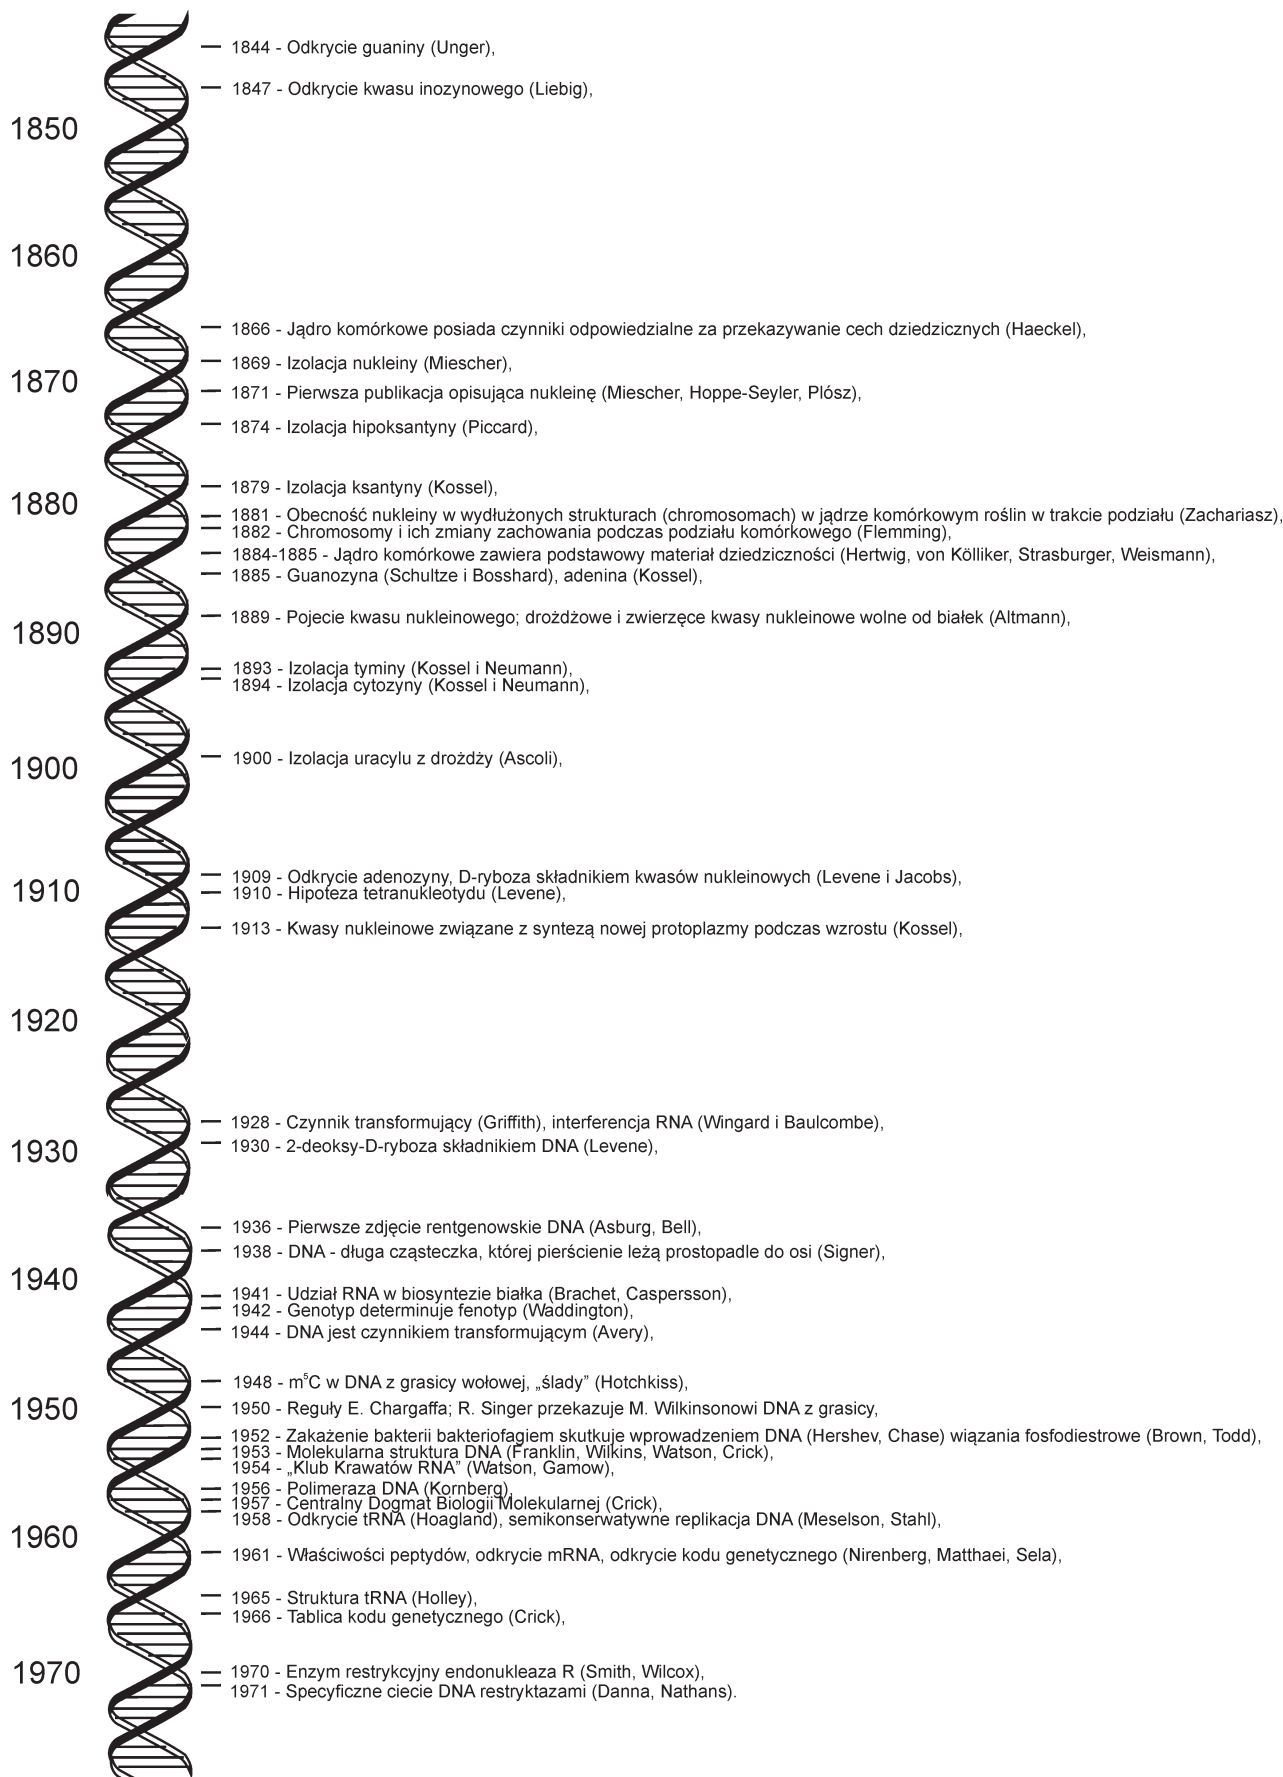 1844 - Odkrycie guaniny (Unger),
1847 - Odkrycie kwasu inozynowego (Liebig),
1850
1860
1866 - Jądro komórkowe posiada czynniki odpowiedzialne za przekazywanie cech dziedzicznych (Haeckel),
1869 - Izolacja nukleiny (Miescher),
1870
1871 - Pierwsza publikacja opisująca nukleinę (Miescher, Hoppe-Seyler, Plósz),
1874 - Izolacja hipoksantyny (Piccard),
1879 - Izolacja ksantyny (Kossel),
1880
1881 - Obecność nukleiny w wydłużonych strukturach (chromosomach) w jądrze komórkowym roślin w trakcie podziału (Zachariasz),
1882 - Chromosomy i ich zmiany zachowania podczas podziału komórkowego (Flemming),
1884-1885 - Jądro komórkowe zawiera podstawowy materiał dziedziczności (Hertwig, von Kölliker, Strasburger, Weismann),
1885 - Guanozyna (Schultze i Bosshard), adenina (Kossel),
1889 - Pojecie kwasu nukleinowego; drożdżowe i zwierzęce kwasy nukleinowe wolne od białek (Altmann),
1890
1893 - Izolacja tyminy (Kossel i Neumann),
1894 - Izolacja cytozyny (Kossel i Neumann),
1900 - Izolacja uracylu z drożdży (Ascoli),
1900
1909 - Odkrycie adenozyny, D-ryboza składnikiem kwasów nukleinowych (Levene i Jacobs),
1910
1910 - Hipoteza tetranukleotydu (Levene),
1913 - Kwasy nukleinowe związane z syntezą nowej protoplazmy podczas wzrostu (Kossel),
1920
1928 - Czynnik transformujący (Griffith), interferencja RNA (Wingard i Baulcombe),
1930 - 2-deoksy-D-ryboza składnikiem DNA (Levene),
1930
1936 - Pierwsze zdjęcie rentgenowskie DNA (Asburg, Bell),
1938 - DNA - długa cząsteczka, której pierścienie leżą prostopadle do osi (Signer),
1940
1941 - Udział RNA w biosyntezie białka (Brachet, Caspersson),
1942 - Genotyp determinuje fenotyp (Waddington),
1944 - DNA jest czynnikiem transformującym (Avery),
1948 - m⁵C w DNA z grasicy wołowej, „ślady” (Hotchkiss),
1950
1950 - Reguły E. Chargaffa; R. Singer przekazuje M. Wilkinsonowi DNA z grasicy,
1952 - Zakażenie bakterii bakteriofagiem skutkuje wprowadzeniem DNA (Hershev, Chase) wiązania fosfodiestrowe (Brown, Todd),
1953 - Molekularna struktura DNA (Franklin, Wilkins, Watson, Crick),
1954 - „Klub Krawatów RNA” (Watson, Gamow),
1956 - Polimeraza DNA (Kornberg),
1957 - Centralny Dogmat Biologii Molekularnej (Crick),
1958 - Odkrycie tRNA (Hoagland), semikonserwatywne replikacja DNA (Meselson, Stahl),
1960
1961 - Właściwości peptydów, odkrycie mRNA, odkrycie kodu genetycznego (Nirenberg, Matthaei, Sela),
1965 - Struktura tRNA (Holley),
1966 - Tablica kodu genetycznego (Crick),
1970
1970 - Enzym restrykcyjny endonukleaza R (Smith, Wilcox),
1971 - Specyficzne ciecie DNA restryktazami (Danna, Nathans).